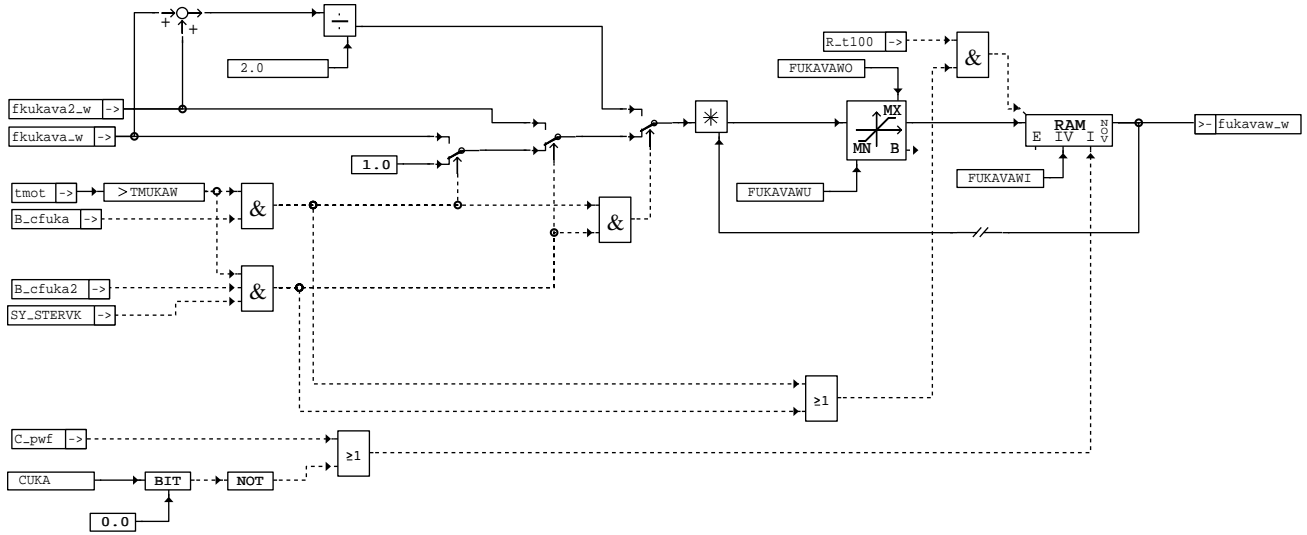 +
+
÷
2.0
R_t100 ->
&
FUKAVAWO
fkukava2_w ->
MX
MN
B
*
RAM
E IV I NOV
>- fukavaw_w
fkukava_w ->
1.0
FUKAVAWI
FUKAVAWU
tmot ->
>TMUKAW
&
B_cfuka ->
&
B_cfuka2 ->
&
SY_STERVK ->
≥1
C_pwf ->
≥1
CUKA
BIT
NOT
0.0